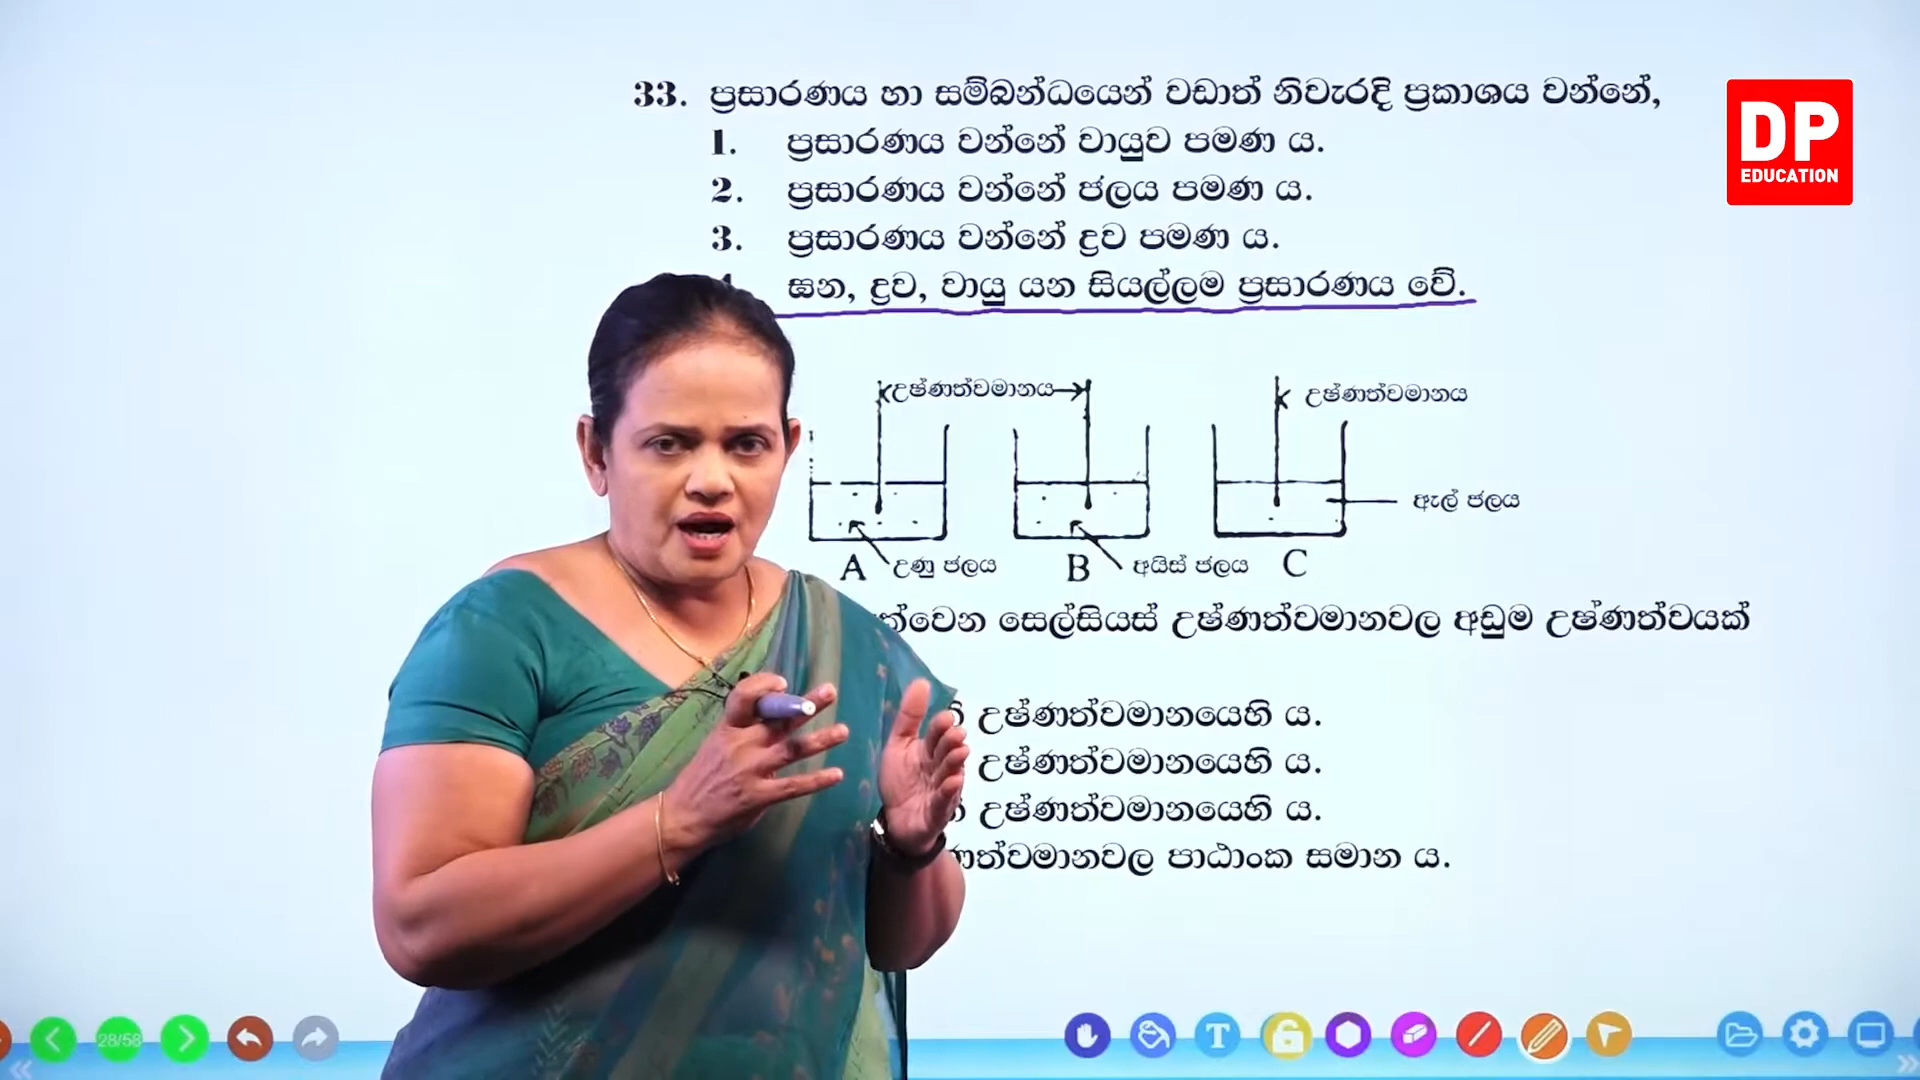 33. ප්‍රසාරණය හා සම්බන්ධයෙන් වඩාත් නිවැරදි ප්‍රකාශය වන්නේ,
1. ප්‍රසාරණය වන්නේ වායුව පමණ ය.
2. ප්‍රසාරණය වන්නේ ජලය පමණ ය.
3. ප්‍රසාරණය වන්නේ ද්‍රව පමණ ය.
ඝන, ද්‍රව, වායු යන සියල්ලම ප්‍රසාරණය වේ.
DP
EDUCATION
උෂ්ණත්වමානය
උෂ්ණත්වමානය
ඇල් ජලය
A උණු ජලය B අයිස් ජලය C
සෙල්සියස් උෂ්ණත්වමානවල අඩුම උෂ්ණත්වයක්
උෂ්ණත්වමානයෙහි ය.
උෂ්ණත්වමානයෙහි ය.
උෂ්ණත්වමානයෙහි ය.
පාඨාංක සමාන ය.
28/58
T